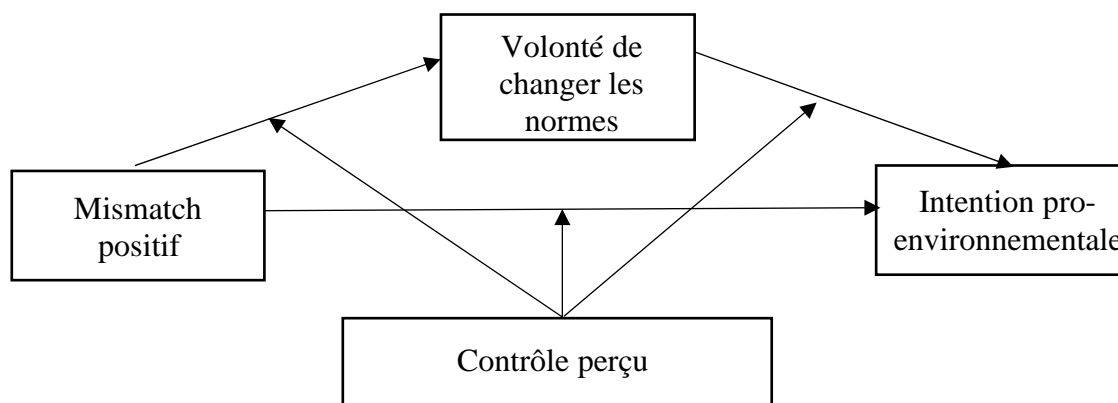 Volonté de
changer les
normes
Mismatch
positif
Intention pro-
environnementale
Contrôle perçu